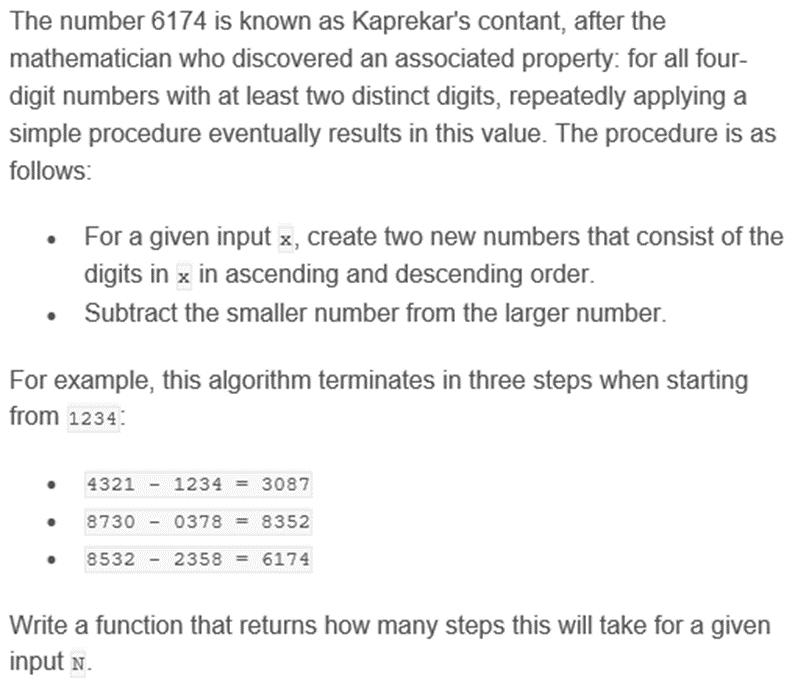 The number 6174 is known as Kaprekar's contant, after the
mathematician who discovered an associated property: for all four-
digit numbers with at least two distinct digits, repeatedly applying a
simple procedure eventually results in this value. The procedure is as
follows:
• For a given input x, create two new numbers that consist of the
digits in x in ascending and descending order.
• Subtract the smaller number from the larger number.
For example, this algorithm terminates in three steps when starting
from 1234:
• 4321 - 1234 = 3087
• 8730 - 0378 = 8352
• 8532 - 2358 = 6174
Write a function that returns how many steps this will take for a given
input N.